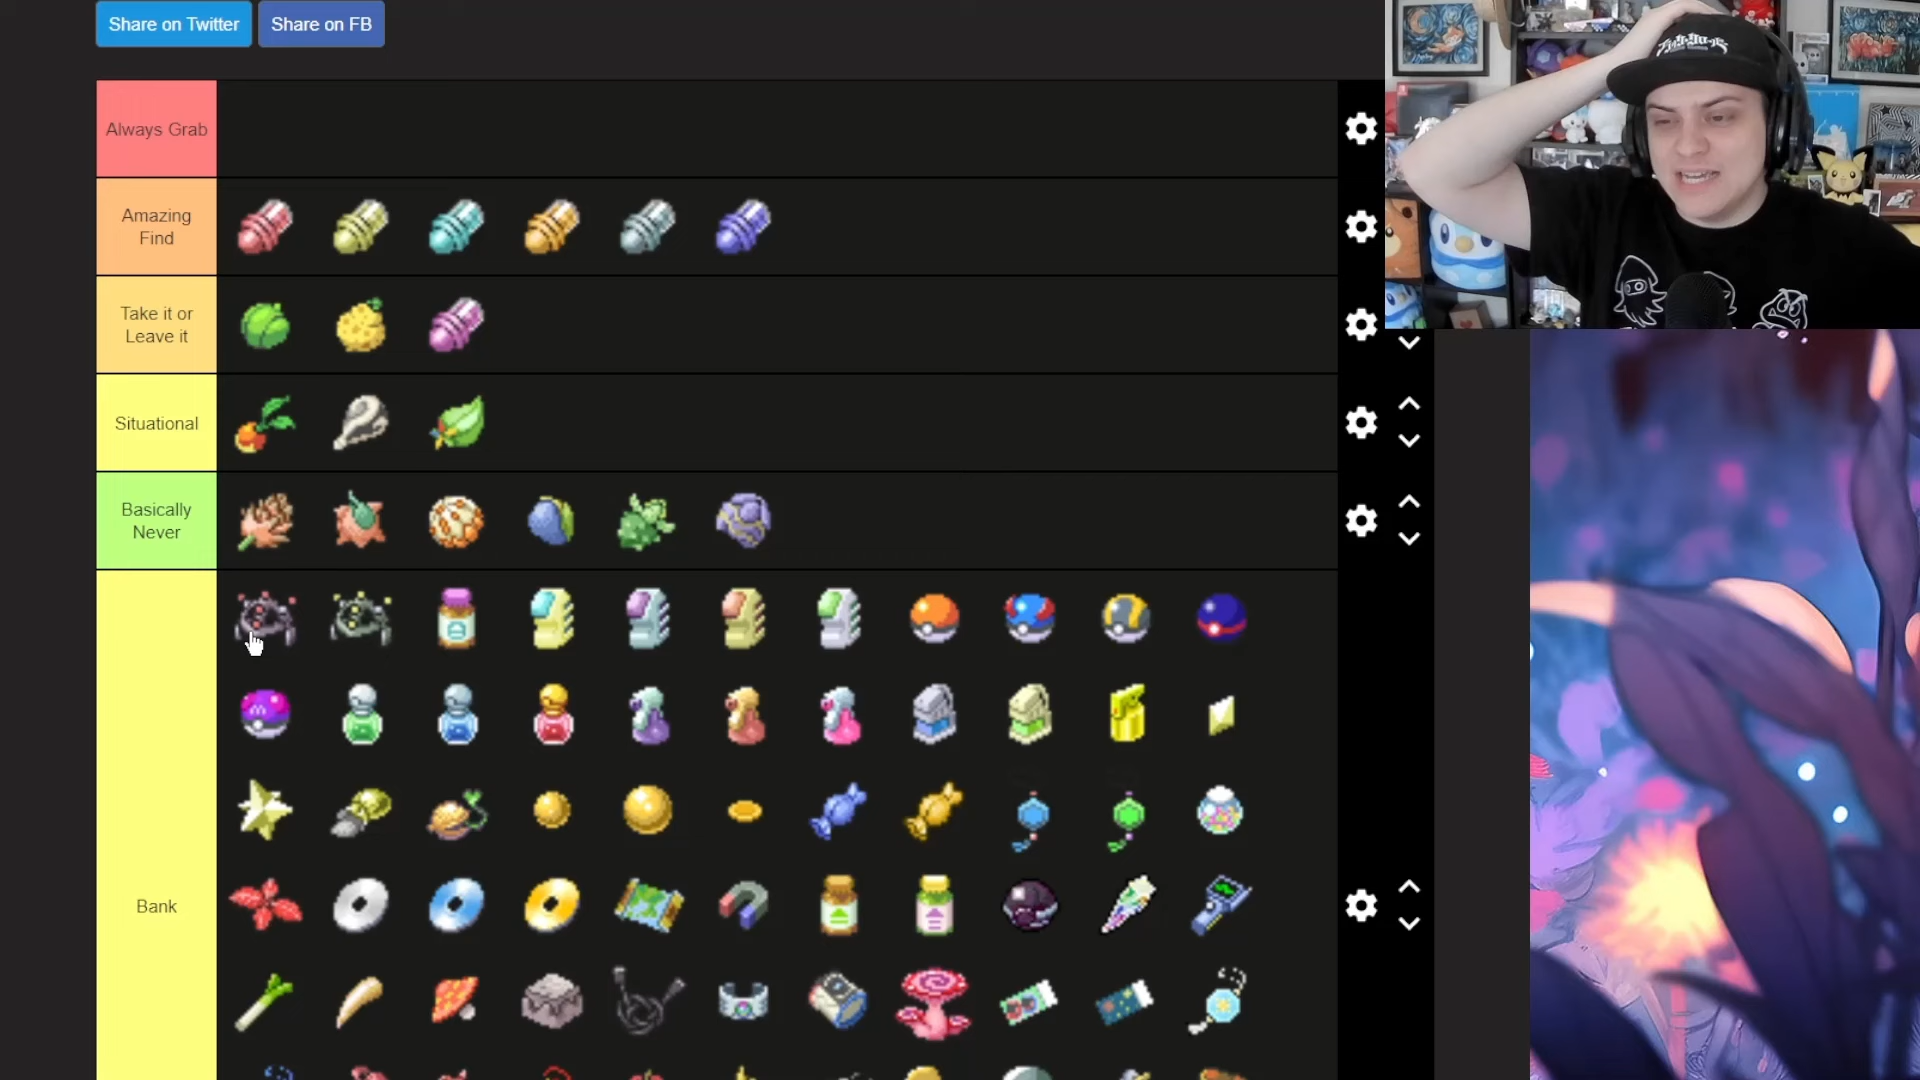 Share on Twitter
Share on FB
Always Grab
Amazing
Find
Take it or
Leave it
Situational
Basically
Never
Bank